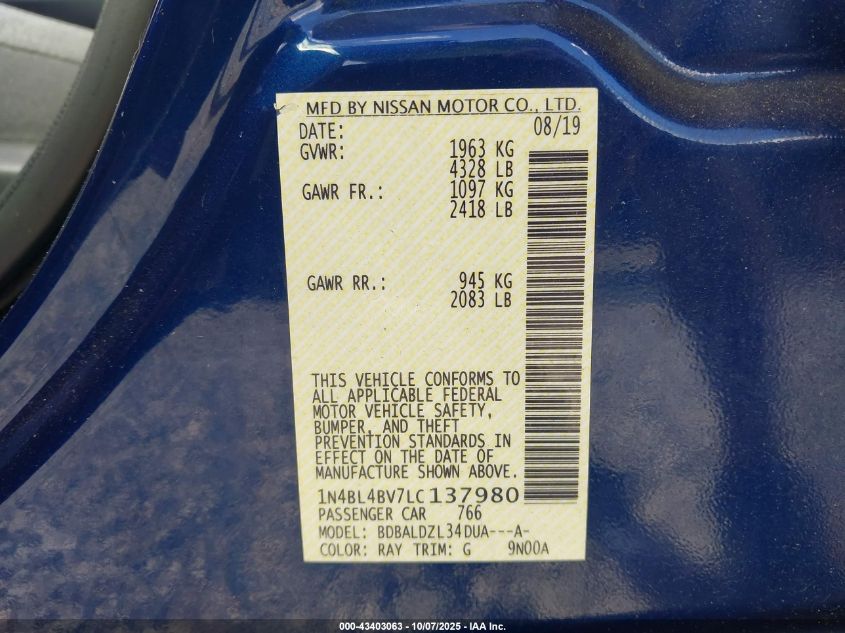 MFD BY NISSAN MOTOR CO., LTD.
DATE: 08/19
GVWR: 1963 KG
4328 LB
GAWR FR.: 1097 KG
2418 LB
GAWR RR.: 945 KG
2083 LB
THIS VEHICLE CONFORMS TO
ALL APPLICABLE FEDERAL
MOTOR VEHICLE SAFETY,
BUMPER, AND THEFT
PREVENTION STANDARDS IN
EFFECT ON THE DATE OF
MANUFACTURE SHOWN ABOVE.
1N4BL4BV7LC137980
PASSENGER CAR 766
MODEL: BDBALDZL34DUA---A-
COLOR: RAY TRIM: G 9N00A
000-43403063 - 10/07/2025 - IAA Inc.